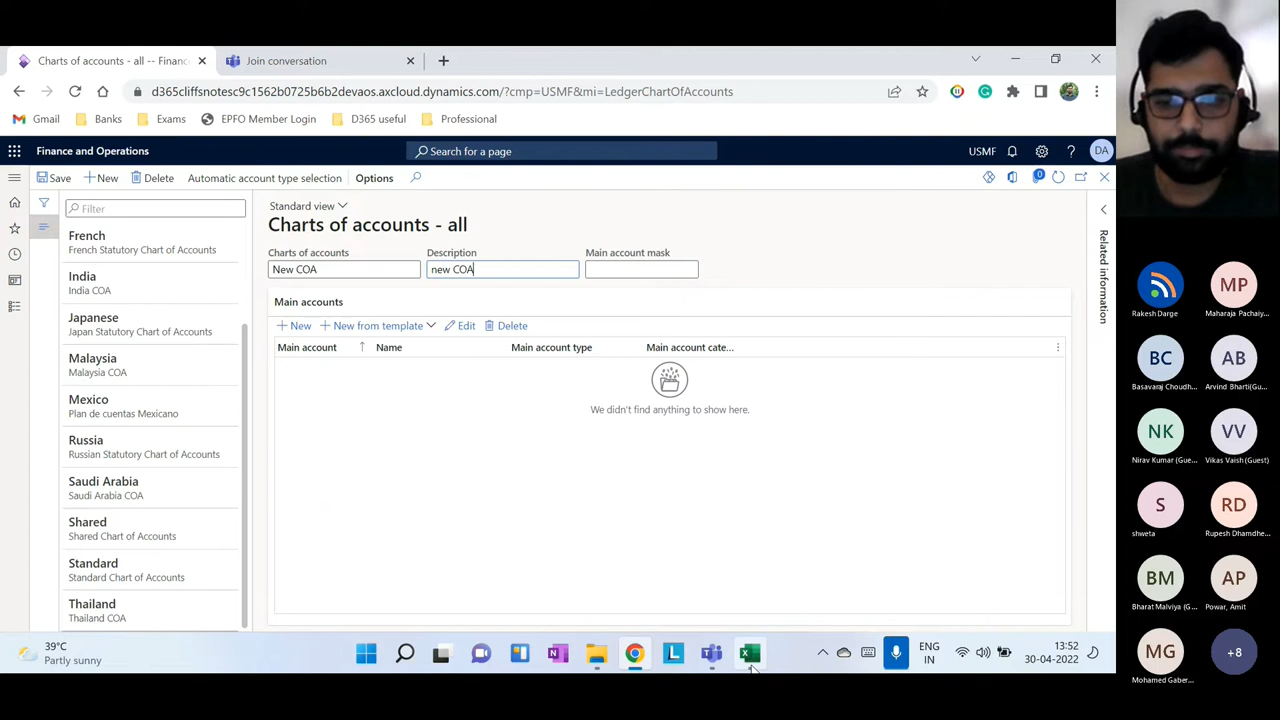 Charts of accounts - all -- Financ
Join conversation
d365cliffsnotesc9c1562b0725b6b2devaos.axcloud.dynamics.com/?cmp=USMF&mi=LedgerChartOfAccounts
Gmail
Banks
Exams
EPFO Member Login
D365 useful
Professional
Finance and Operations
Search for a page
USMF
DA
Save
New
Delete
Automatic account type selection
Options
0
Filter
French
French Statutory Chart of Accounts
India
India COA
Japanese
Japan Statutory Chart of Accounts
Malaysia
Malaysia COA
Mexico
Plan de cuentas Mexicano
Russia
Russian Statutory Chart of Accounts
Saudi Arabia
Saudi Arabia COA
Shared
Shared Chart of Accounts
Standard
Standard Chart of Accounts
Thailand
Thailand COA
Standard view
Charts of accounts - all
Charts of accounts
Description
Main account mask
New COA
new COA
Main accounts
New
New from template
Edit
Delete
Main account
Name
Main account type
Main account cate...
We didn't find anything to show here.
Related information
39°C
Partly sunny
L
ENG
IN
13:52
30-04-2022
Rakesh Darge
MP
Maharaja Pachaiy...
BC
Basavaraj Choudh...
AB
Arvind Bharti(Gu...
NK
Nirav Kumar (Gue...
VV
Vikas Vaish (Guest)
S
shweta
RD
Rupesh Dhamdhe...
BM
Bharat Malviya (G...
AP
Powar, Amit
MG
Mohamed Gaber...
+8